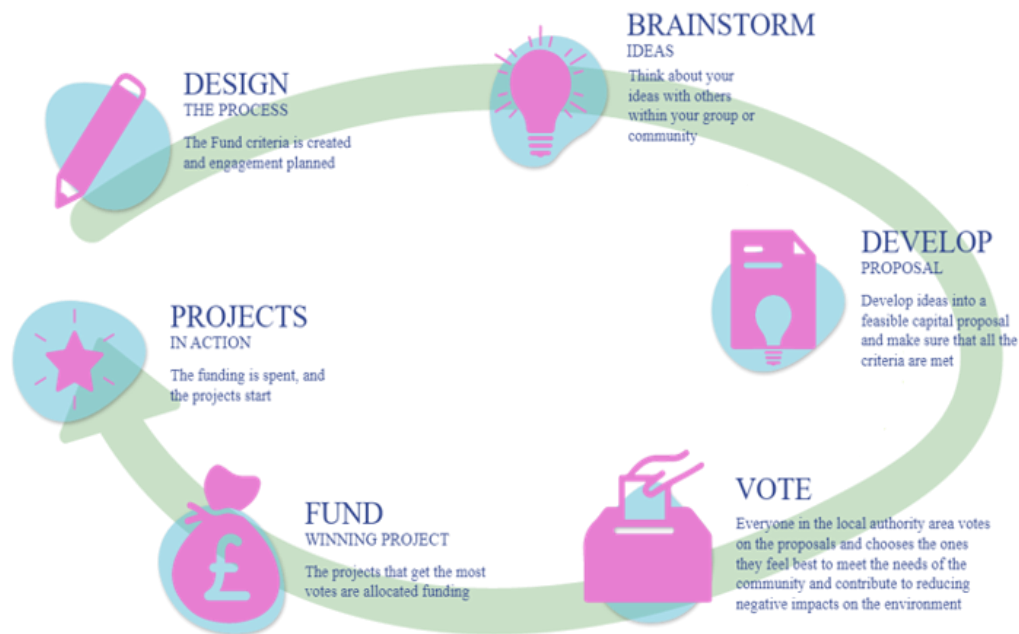 DESIGN
THE PROCESS
The Fund criteria is created
and engagement planned
BRAINSTORM
IDEAS
Think about your
ideas with others
within your group or
community
DEVELOP
PROPOSAL
Develop ideas into a
feasible capital proposal
and make sure that all the
criteria are met
VOTE
Everyone in the local authority area votes
on the proposals and chooses the ones
they feel best to meet the needs of the
community and contribute to reducing
negative impacts on the environment
FUND
WINNING PROJECT
The projects that get the most
votes are allocated funding
£
PROJECTS
IN ACTION
The funding is spent, and
the projects start